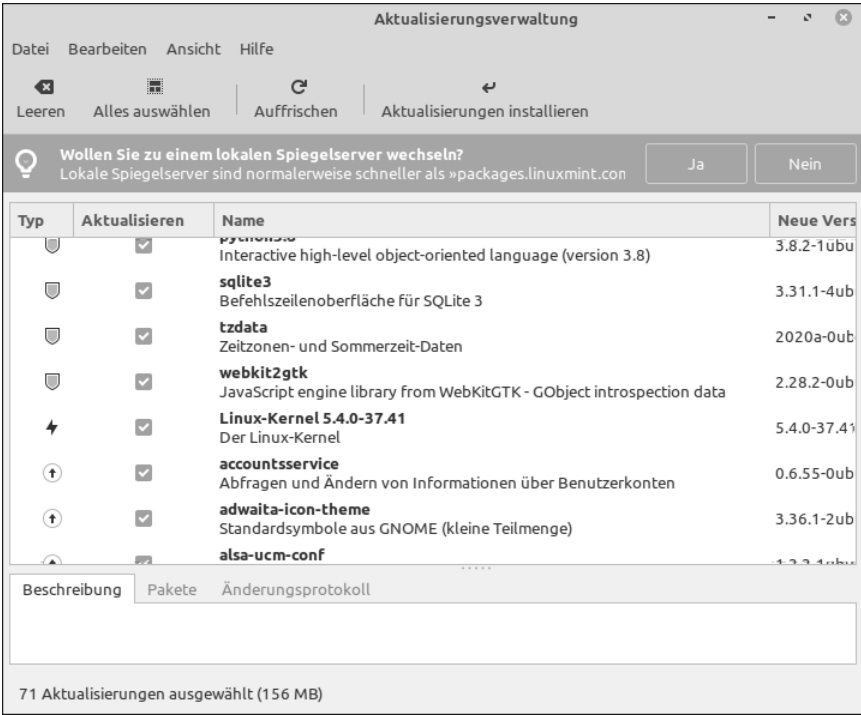 Aktualisierungsverwaltung
Datei Bearbeiten Ansicht Hilfe
Leeren Alles auswählen Auffrischen Aktualisierungen installieren
Wollen Sie zu einem lokalen Spiegelserver wechseln?
Lokale Spiegelserver sind normalerweise schneller als »packages.linuxmint.con
Ja Nein
Typ Aktualisieren Name Neue Vers
python3.8 3.8.2-1ubu
Interactive high-level object-oriented language (version 3.8)
sqlite3 3.31.1-4ub
Befehlszeilenoberfläche für SQLite 3
tzdata 2020a-0ub
Zeitzonen- und Sommerzeit-Daten
webkit2gtk 2.28.2-0ub
JavaScript engine library from WebKitGTK - GObject introspection data
Linux-Kernel 5.4.0-37.41 5.4.0-37.41
Der Linux-Kernel
accountsservice 0.6.55-0ub
Abfragen und Ändern von Informationen über Benutzerkonten
adwaita-icon-theme 3.36.1-2ub
Standardsymbole aus GNOME (kleine Teilmenge)
alsa-ucm-conf
Beschreibung Pakete Änderungsprotokoll
71 Aktualisierungen ausgewählt (156 MB)